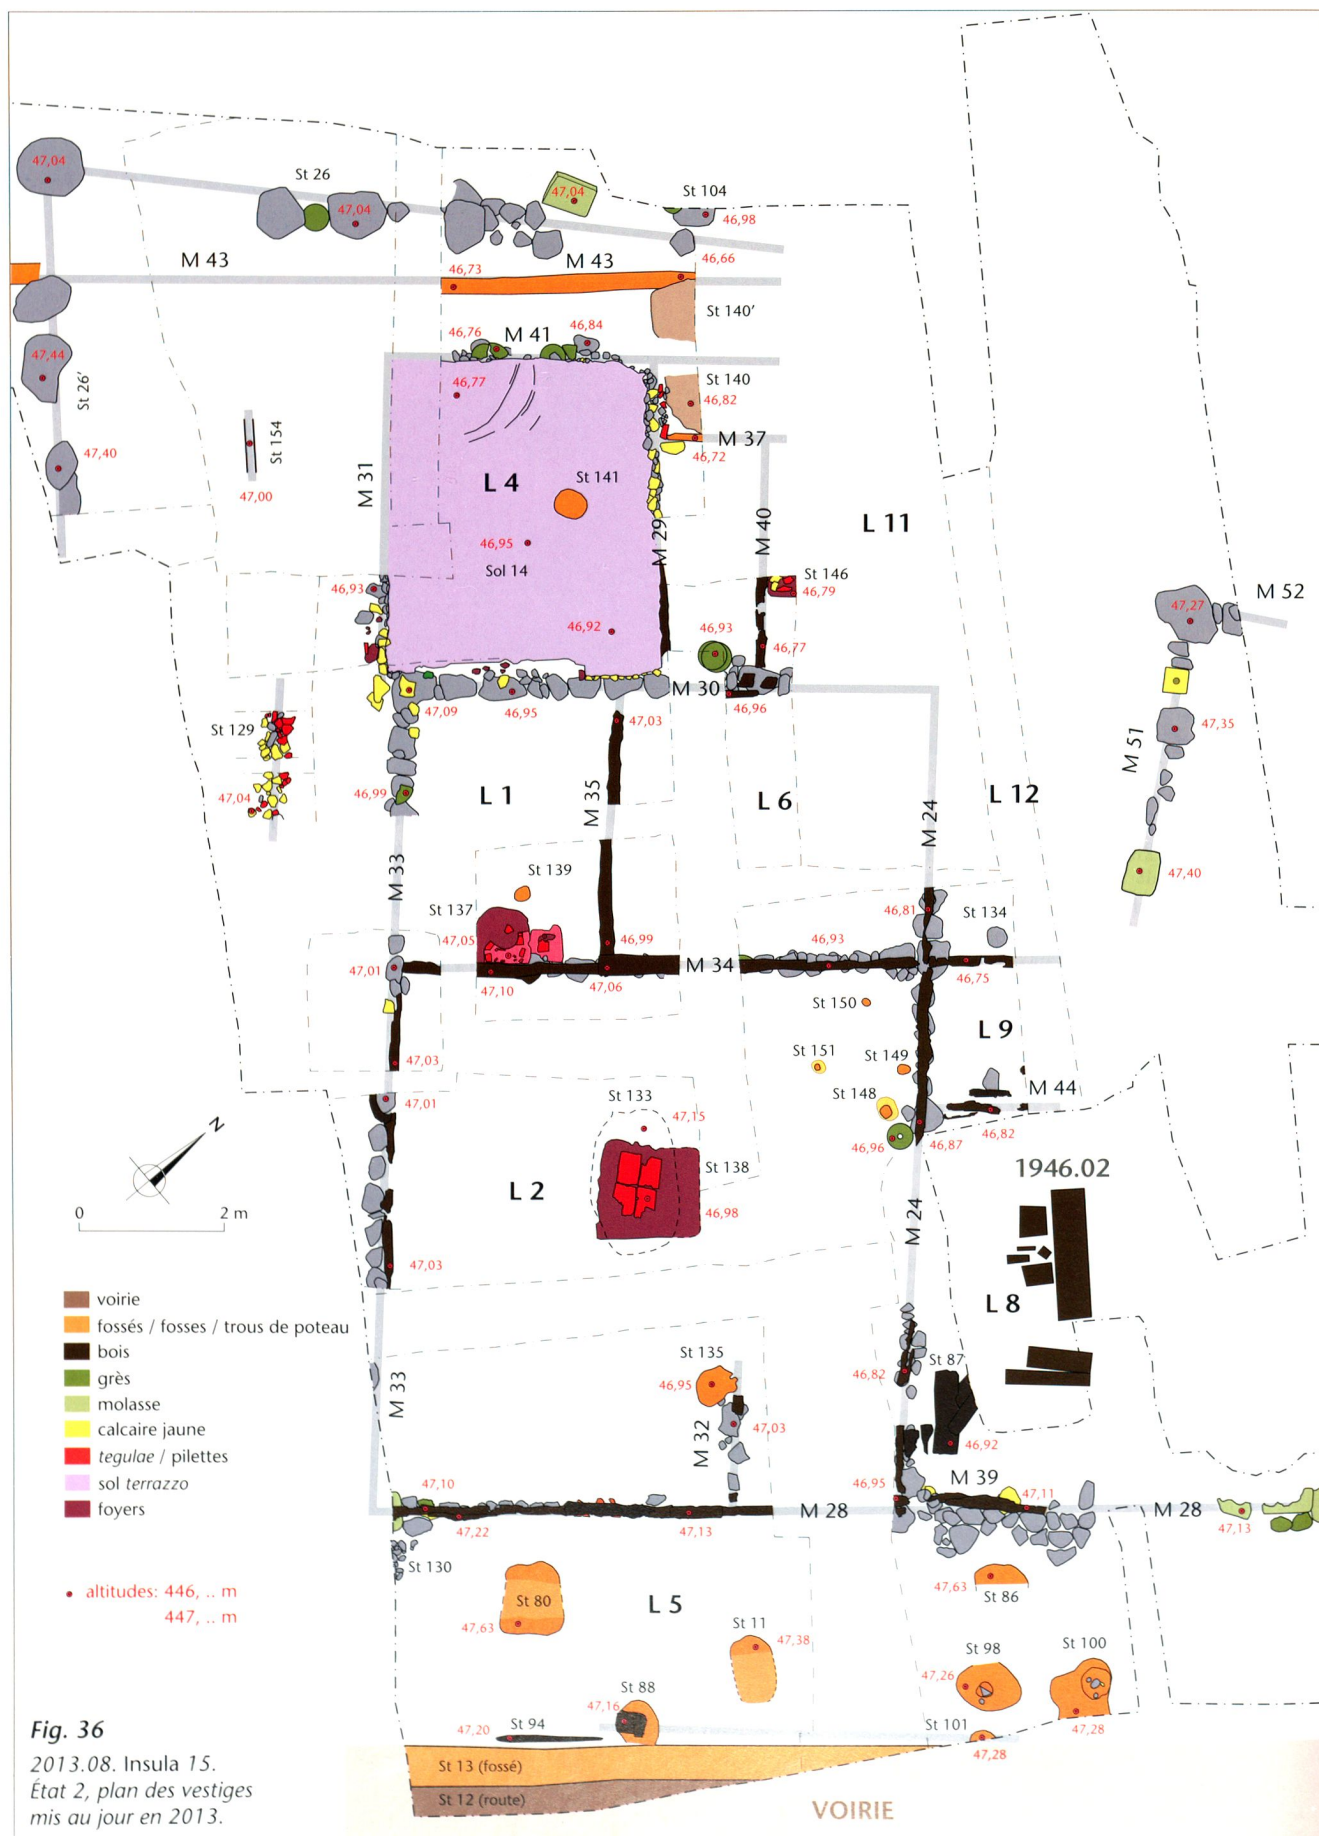 47,04
St 26
47,04
47,04
St 104
46,98
M 43
46,73
M 43
46,66
St 140'
46,76
M 41
46,84
47,44
St 26'
46,77
St 140
46,82
M 37
46,72
47,40
St 154
47,00
M 31
L 4
St 141
M 29
M 40
L 11
46,95
Sol 14
46,93
St 146
46,79
46,92
46,93
46,77
47,27
M 52
47,09
46,95
M 30
46,96
47,03
St 129
47,04
46,99
L 1
M 35
L 6
M 24
L 12
M 51
47,35
47,40
M 33
St 139
St 137
47,05
46,99
46,93
46,81
St 134
47,01
47,10
47,06
M 34
46,75
St 150
L 9
47,03
St 151
St 149
47,01
St 133
47,15
St 148
M 44
46,96
46,87
46,82
1946.02
N
L 2
St 138
46,98
M 24
0
2 m
47,03
L 8
voirie
fossés / fosses / trous de poteau
bois
grès
molasse
calcaire jaune
tegulae / pilettes
sol terrazzo
foyers
M 33
St 135
46,95
M 32
47,03
46,82
St 87
46,92
47,10
47,22
47,13
M 28
46,95
M 39
47,11
M 28
47,13
St 130
altitudes: 446, .. m
447, .. m
St 80
47,63
L 5
St 11
47,38
47,63
St 86
St 98
47,26
St 100
47,28
St 88
47,16
47,20
St 94
St 101
47,28
St 13 (fossé)
St 12 (route)
VOIRIE
Fig. 36
2013.08. Insula 15.
État 2, plan des vestiges
mis au jour en 2013.